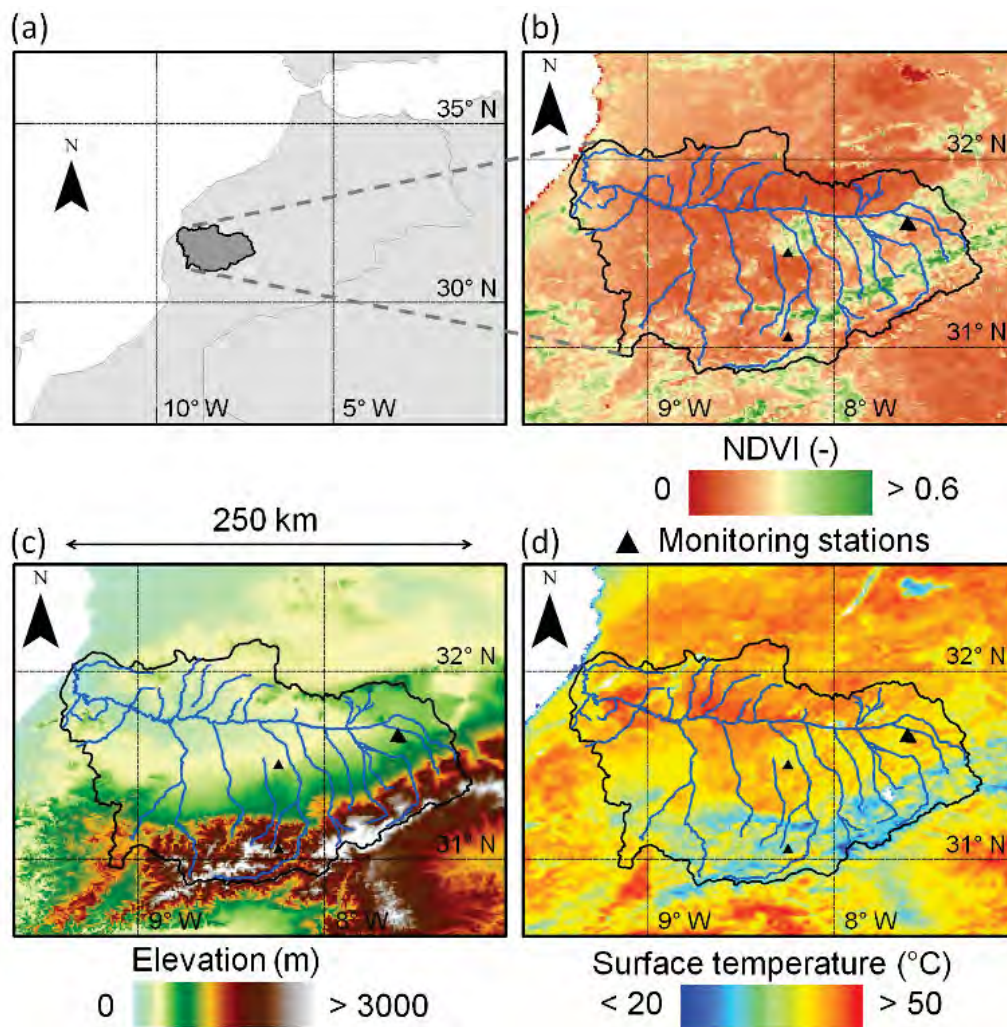 (a)
N
35° N
30° N
10° W
5° W
(b)
N
32° N
31° N
9° W
8° W
NDVI (-)
0
> 0.6
▲ Monitoring stations
250 km
(c)
N
32° N
31° N
9° W
8° W
Elevation (m)
0
> 3000
(d)
N
32° N
31° N
9° W
8° W
Surface temperature (°C)
< 20
> 50